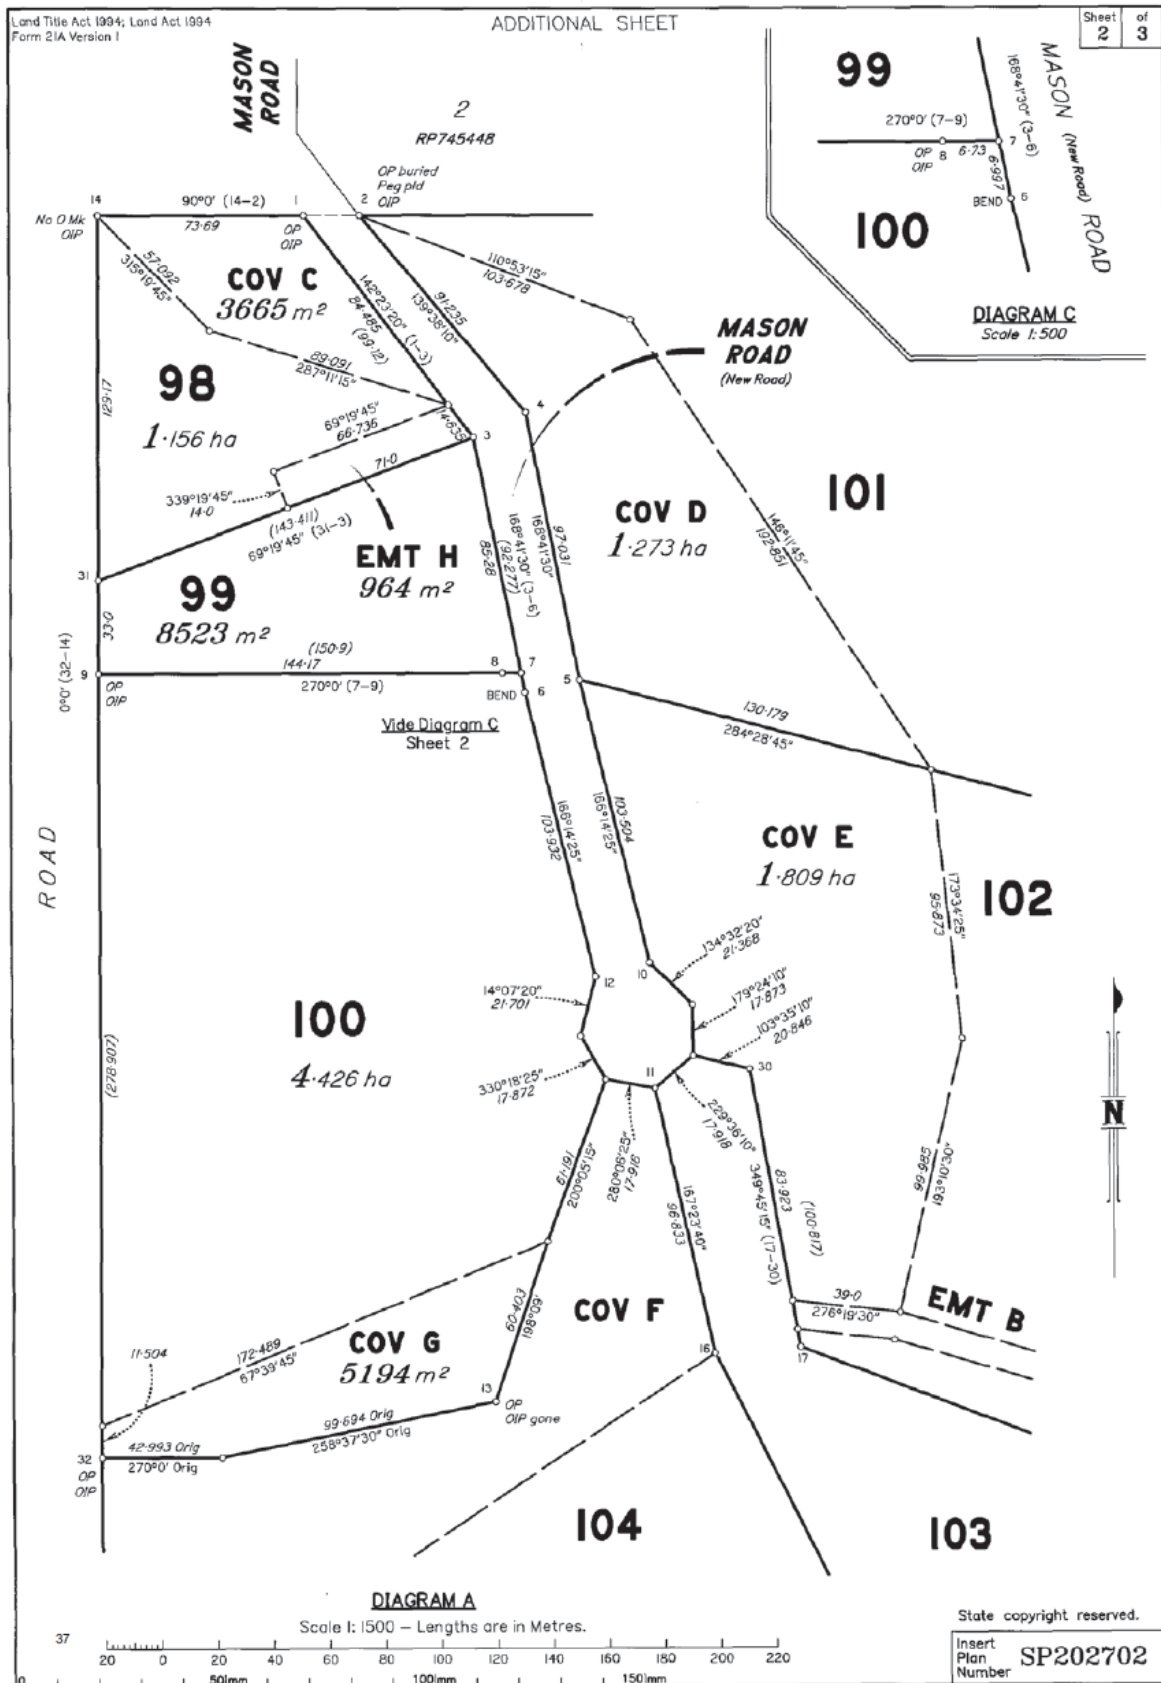 Land Title Act 1994; Land Act 1994
Form 21A Version 1
ADDITIONAL SHEET
Sheet of
2 3
MASON
ROAD
2
RP745448
OP buried
Peg pld
OIP
14
90°0' (14-2)
1
2
No O Mk
OIP
73·69
OP
OIP
57·092
315°19'45"
COV C
3665 m²
142°23'20" (1-3)
84·485
(99·12)
91·235
139°38'10"
110°53'15"
103·678
99
270°0' (7-9)
OP
OIP
8
6·73
7
6·997
BEND
6
168°41'30" (3-6)
MASON (New Road) ROAD
100
DIAGRAM C
Scale 1:500
MASON
ROAD
(New Road)
89·091
287°11'15"
98
1·156 ha
129·17
69°19'45"
66·736
14·635
3
4
71·0
339°19'45"
14·0
(143·411)
69°19'45" (31-3)
EMT H
964 m²
COV D
1·273 ha
101
146°11'45"
192·851
168°41'30" (3-6)
(92·277)
85·28
97·031
168°41'30"
31
99
8523 m²
33·0
0°0' (32-14)
9
OP
OIP
(150·9)
144·17
270°0' (7-9)
8
7
BEND
6
5
Vide Diagram C
Sheet 2
130·179
284°28'45"
166°14'25"
103·932
103·504
166°14'25"
COV E
1·809 ha
102
173°34'25"
95·873
ROAD
134°32'20"
21·368
10
12
14°07'20"
21·701
179°24'10"
17·873
103°35'10"
20·846
100
4·426 ha
(278·907)
330°18'25"
17·872
11
30
229°36'10"
17·918
280°06'25"
17·916
61·191
200°05'15"
167°23'40"
96·833
83·923
349°45'15" (17-30)
(100·817)
99·985
193°10'30"
N
39·0
276°19'30"
EMT B
COV F
COV G
5194 m²
60·403
198°09'
172·489
67°39'45"
11·504
16
17
13
OP
OIP gone
99·694 Orig
258°37'30" Orig
42·993 Orig
270°0' Orig
32
OP
OIP
104
103
DIAGRAM A
Scale 1:1500 – Lengths are in Metres.
State copyright reserved.
Insert
Plan
Number
SP202702
37
20 0 20 40 60 80 100 120 140 160 180 200 220
0 50mm 100mm 150mm